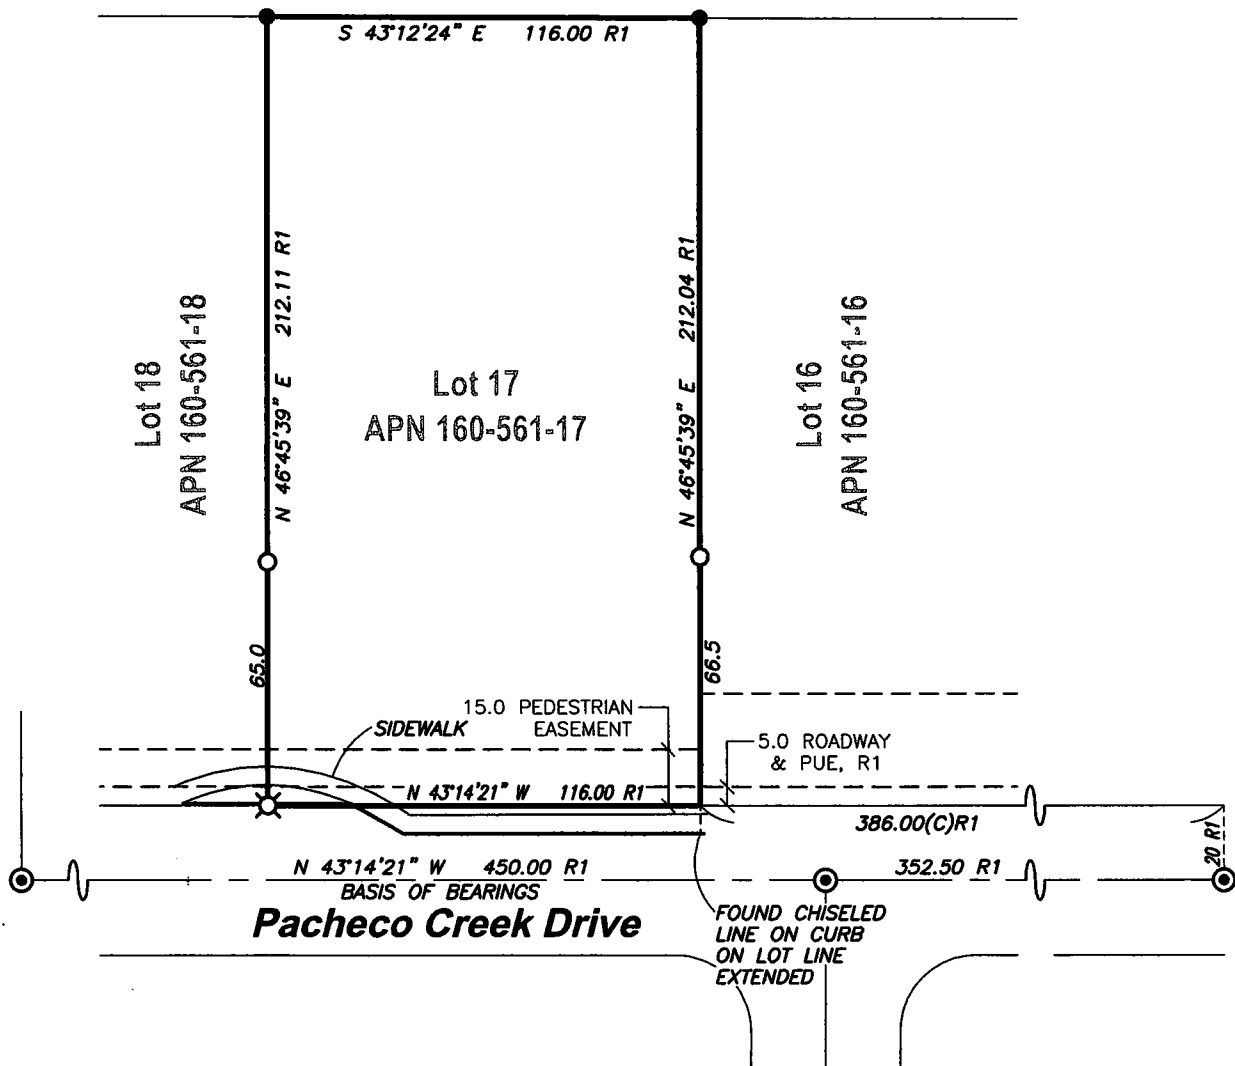 S 43°12'24" E 116.00 R1
N 46°45'39" E 212.11 R1
N 46°45'39" E 212.04 R1
Lot 18
APN 160-561-18
Lot 17
APN 160-561-17
Lot 16
APN 160-561-16
65.0
66.5
15.0 PEDESTRIAN
EASEMENT
SIDEWALK
5.0 ROADWAY
& PUE, R1
N 43°14'21" W 116.00 R1
386.00(C)R1
20 R1
N 43°14'21" W 450.00 R1
352.50 R1
BASIS OF BEARINGS
Pacheco Creek Drive
FOUND CHISELED
LINE ON CURB
ON LOT LINE
EXTENDED